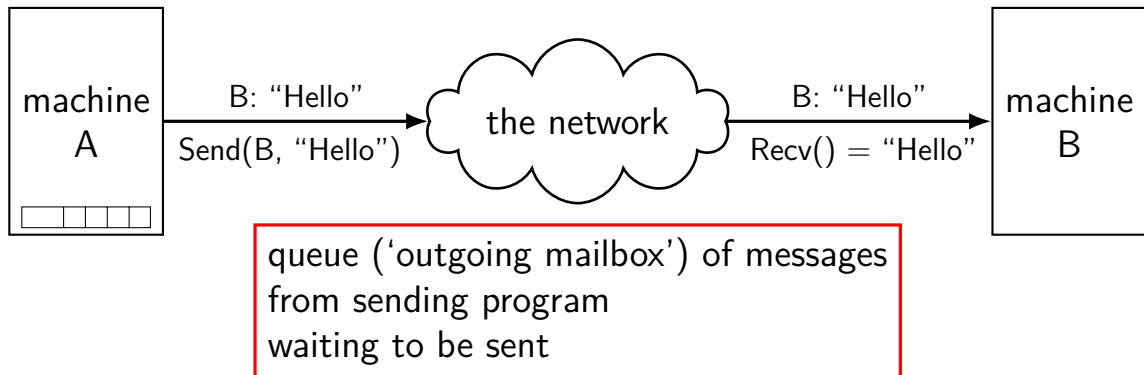 machine
A
B: “Hello”
Send(B, “Hello”)
the network
B: “Hello”
Recv() = “Hello”
machine
B
queue (‘outgoing mailbox’) of messages
from sending program
waiting to be sent